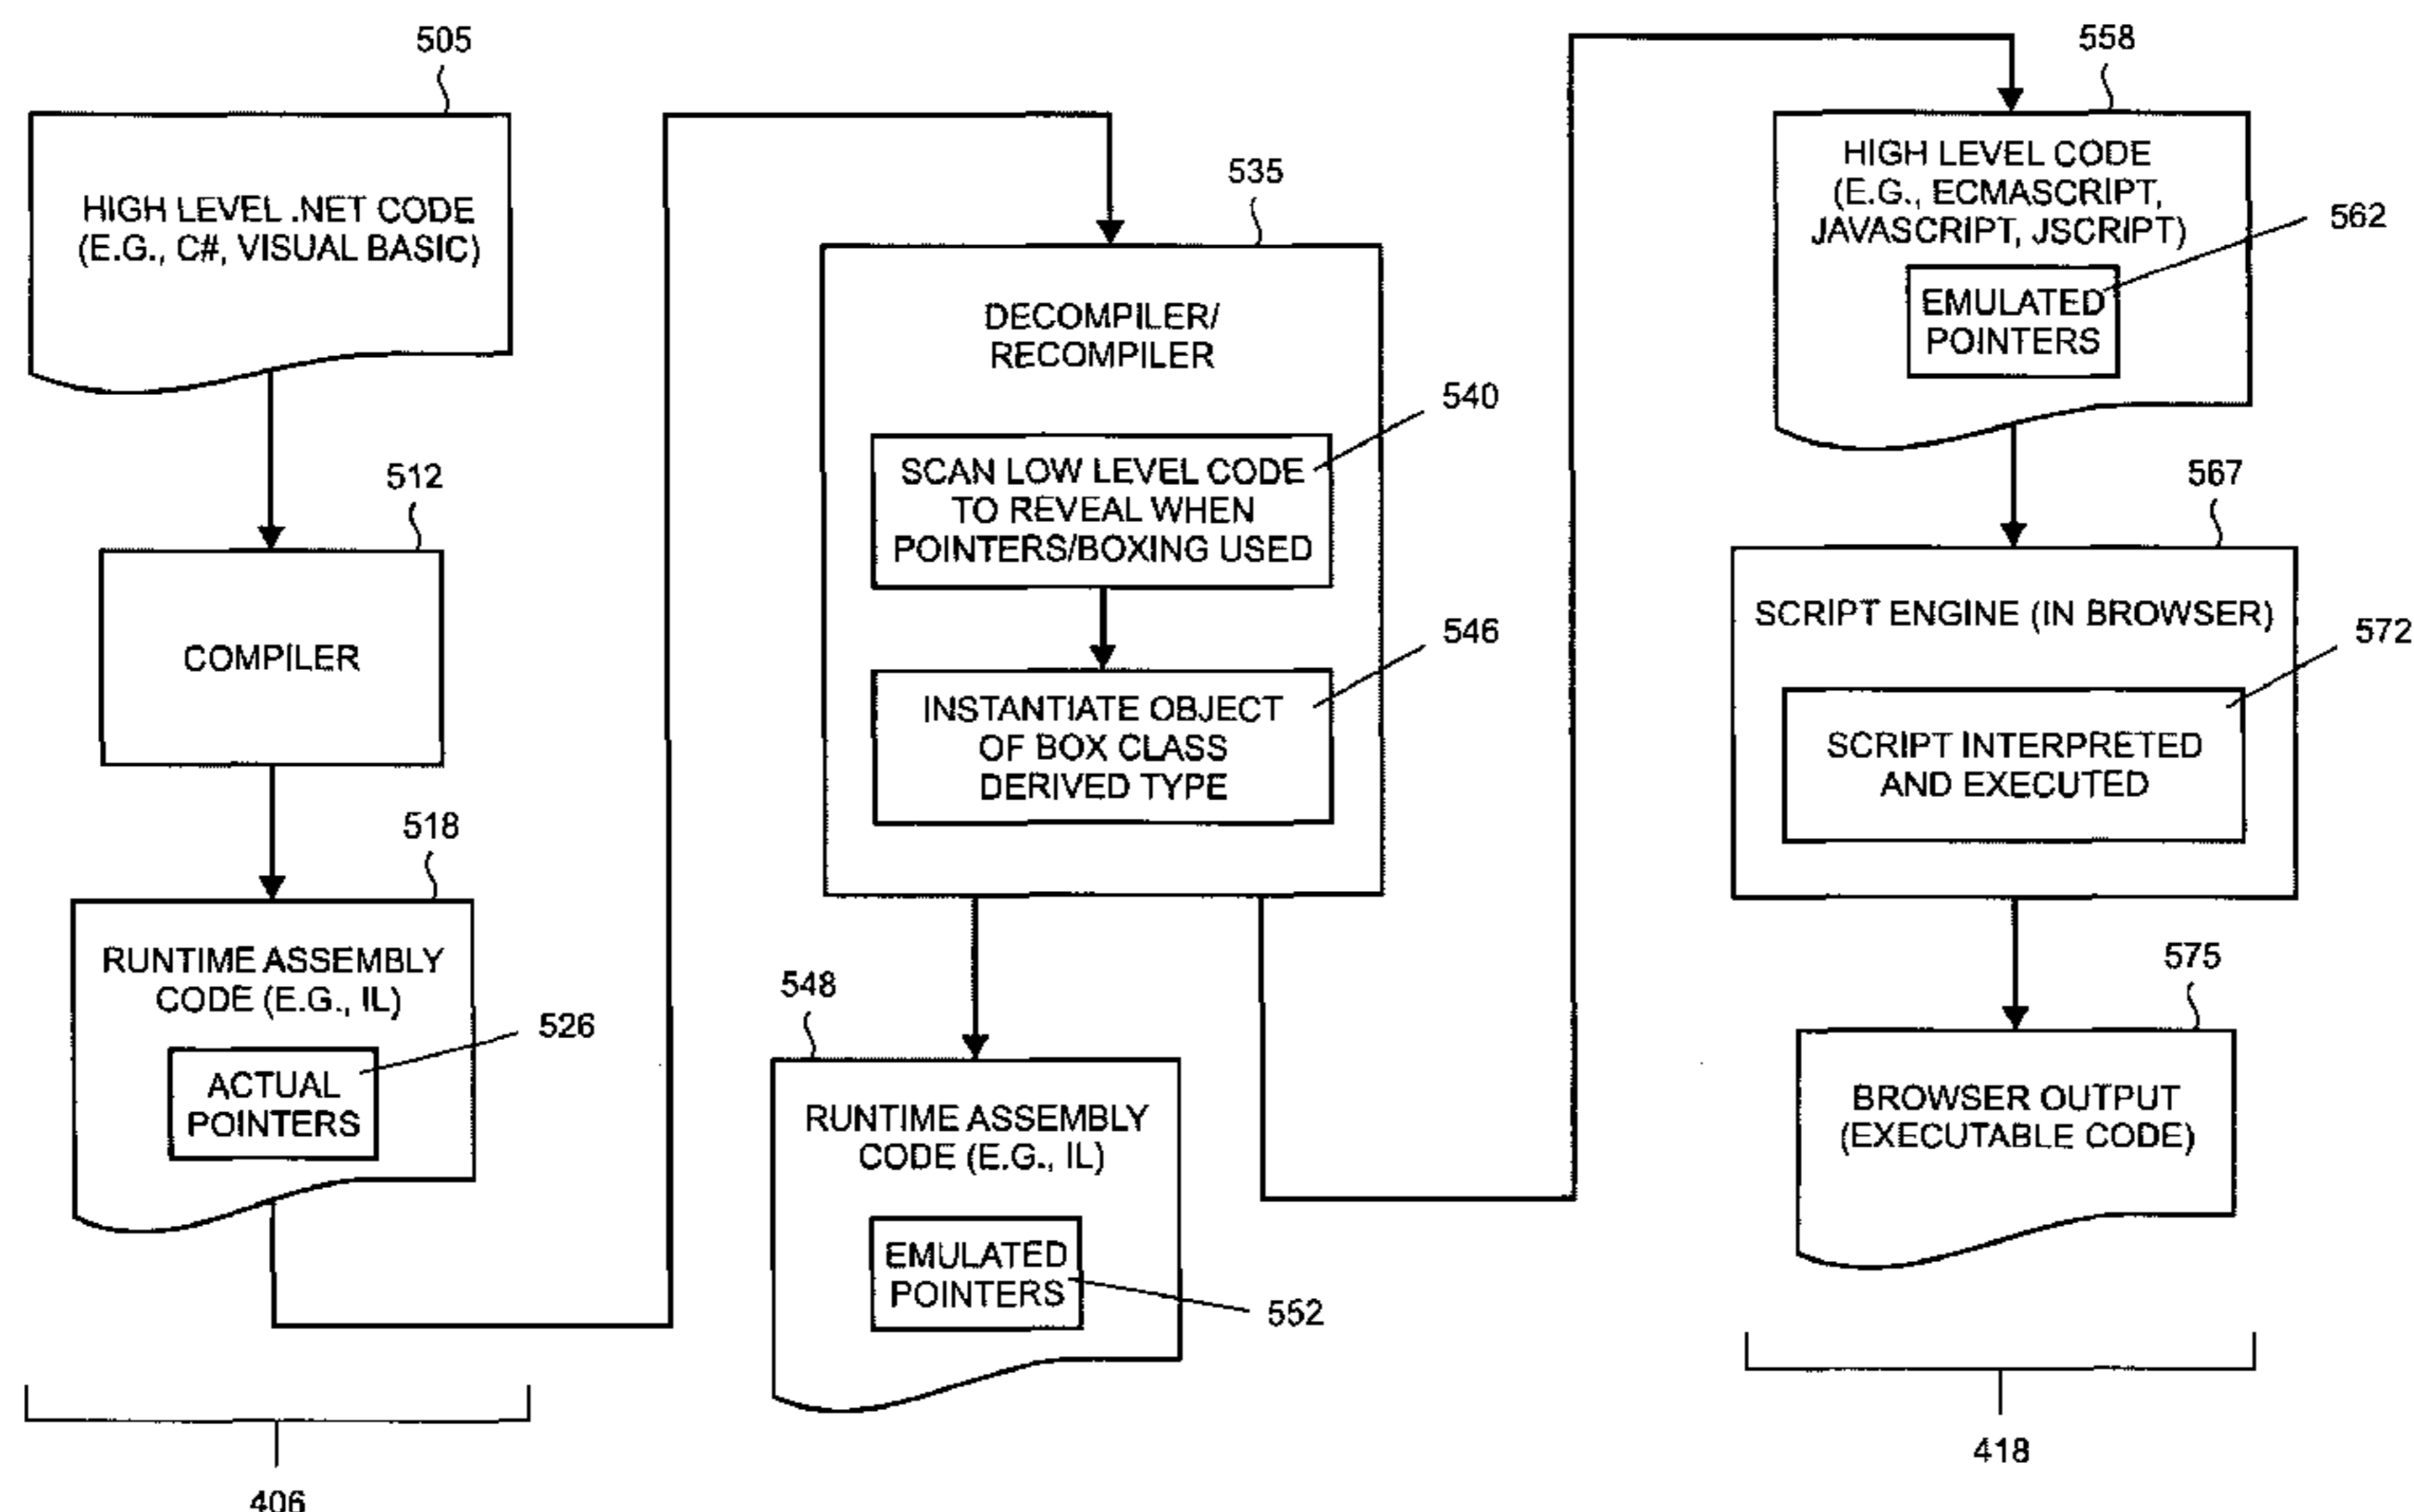 505
HIGH LEVEL .NET CODE
(E.G., C#, VISUAL BASIC)
512
COMPILER
518
RUNTIME ASSEMBLY
CODE (E.G., IL)
526
ACTUAL
POINTERS
406
535
DECOMPILER/
RECOMPILER
540
SCAN LOW LEVEL CODE
TO REVEAL WHEN
POINTERS/BOXING USED
546
INSTANTIATE OBJECT
OF BOX CLASS
DERIVED TYPE
548
RUNTIME ASSEMBLY
CODE (E.G., IL)
EMULATED
POINTERS
552
558
HIGH LEVEL CODE
(E.G., ECMASCRIPT,
JAVASCRIPT, JSCRIPT)
562
EMULATED
POINTERS
567
SCRIPT ENGINE (IN BROWSER)
572
SCRIPT INTERPRETED
AND EXECUTED
575
BROWSER OUTPUT
(EXECUTABLE CODE)
418